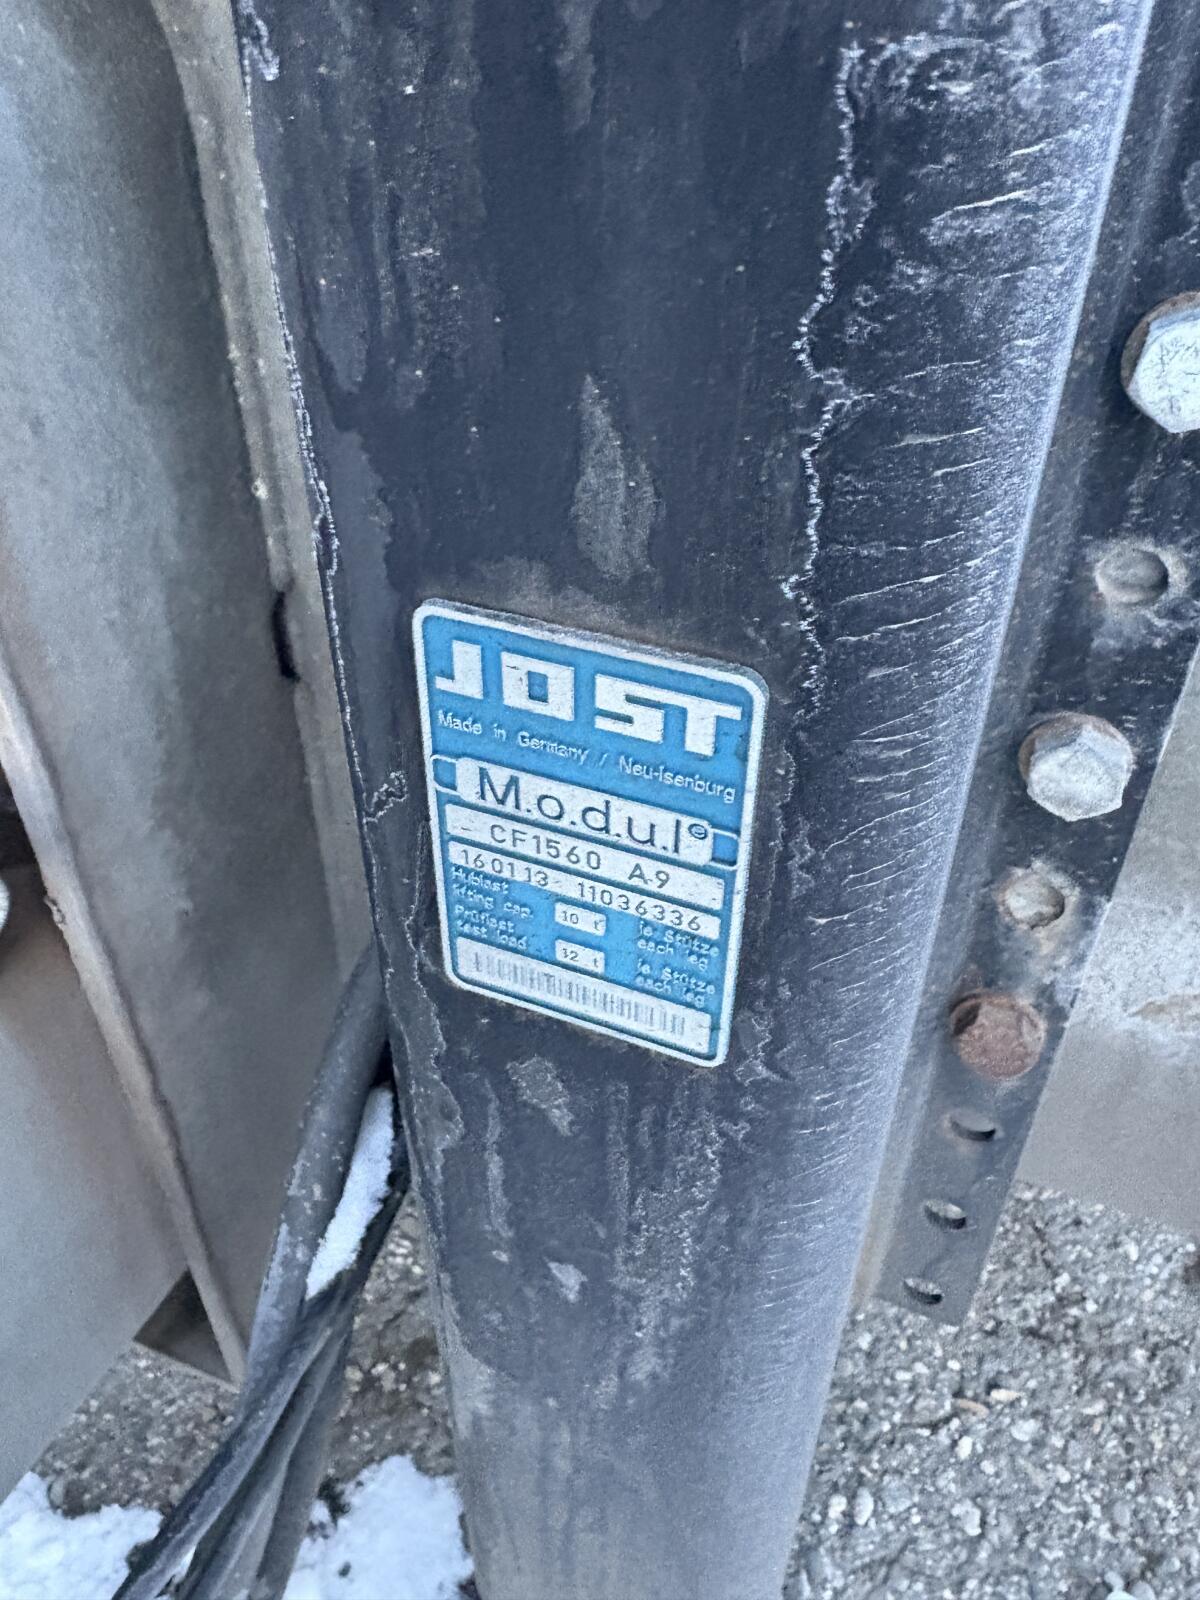 JOST
Made in Germany / Neu-Isenburg
M.o.d.u.l®
- CF1560 A9 -
160113 11036336
Hublast
lifting cap. 10 t je Stütze
each leg
Prüflast
test load 12 t je Stütze
each leg